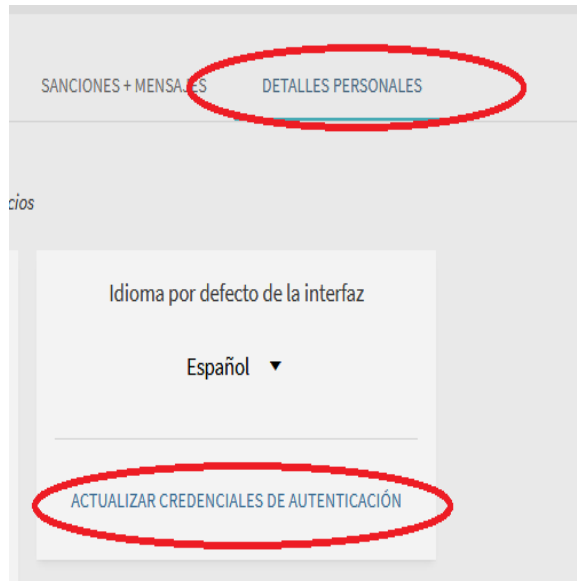 SANCIONES + MENSAJES DETALLES PERSONALES
cios
Idioma por defecto de la interfaz
Español
ACTUALIZAR CREDENCIALES DE AUTENTICACIÓN